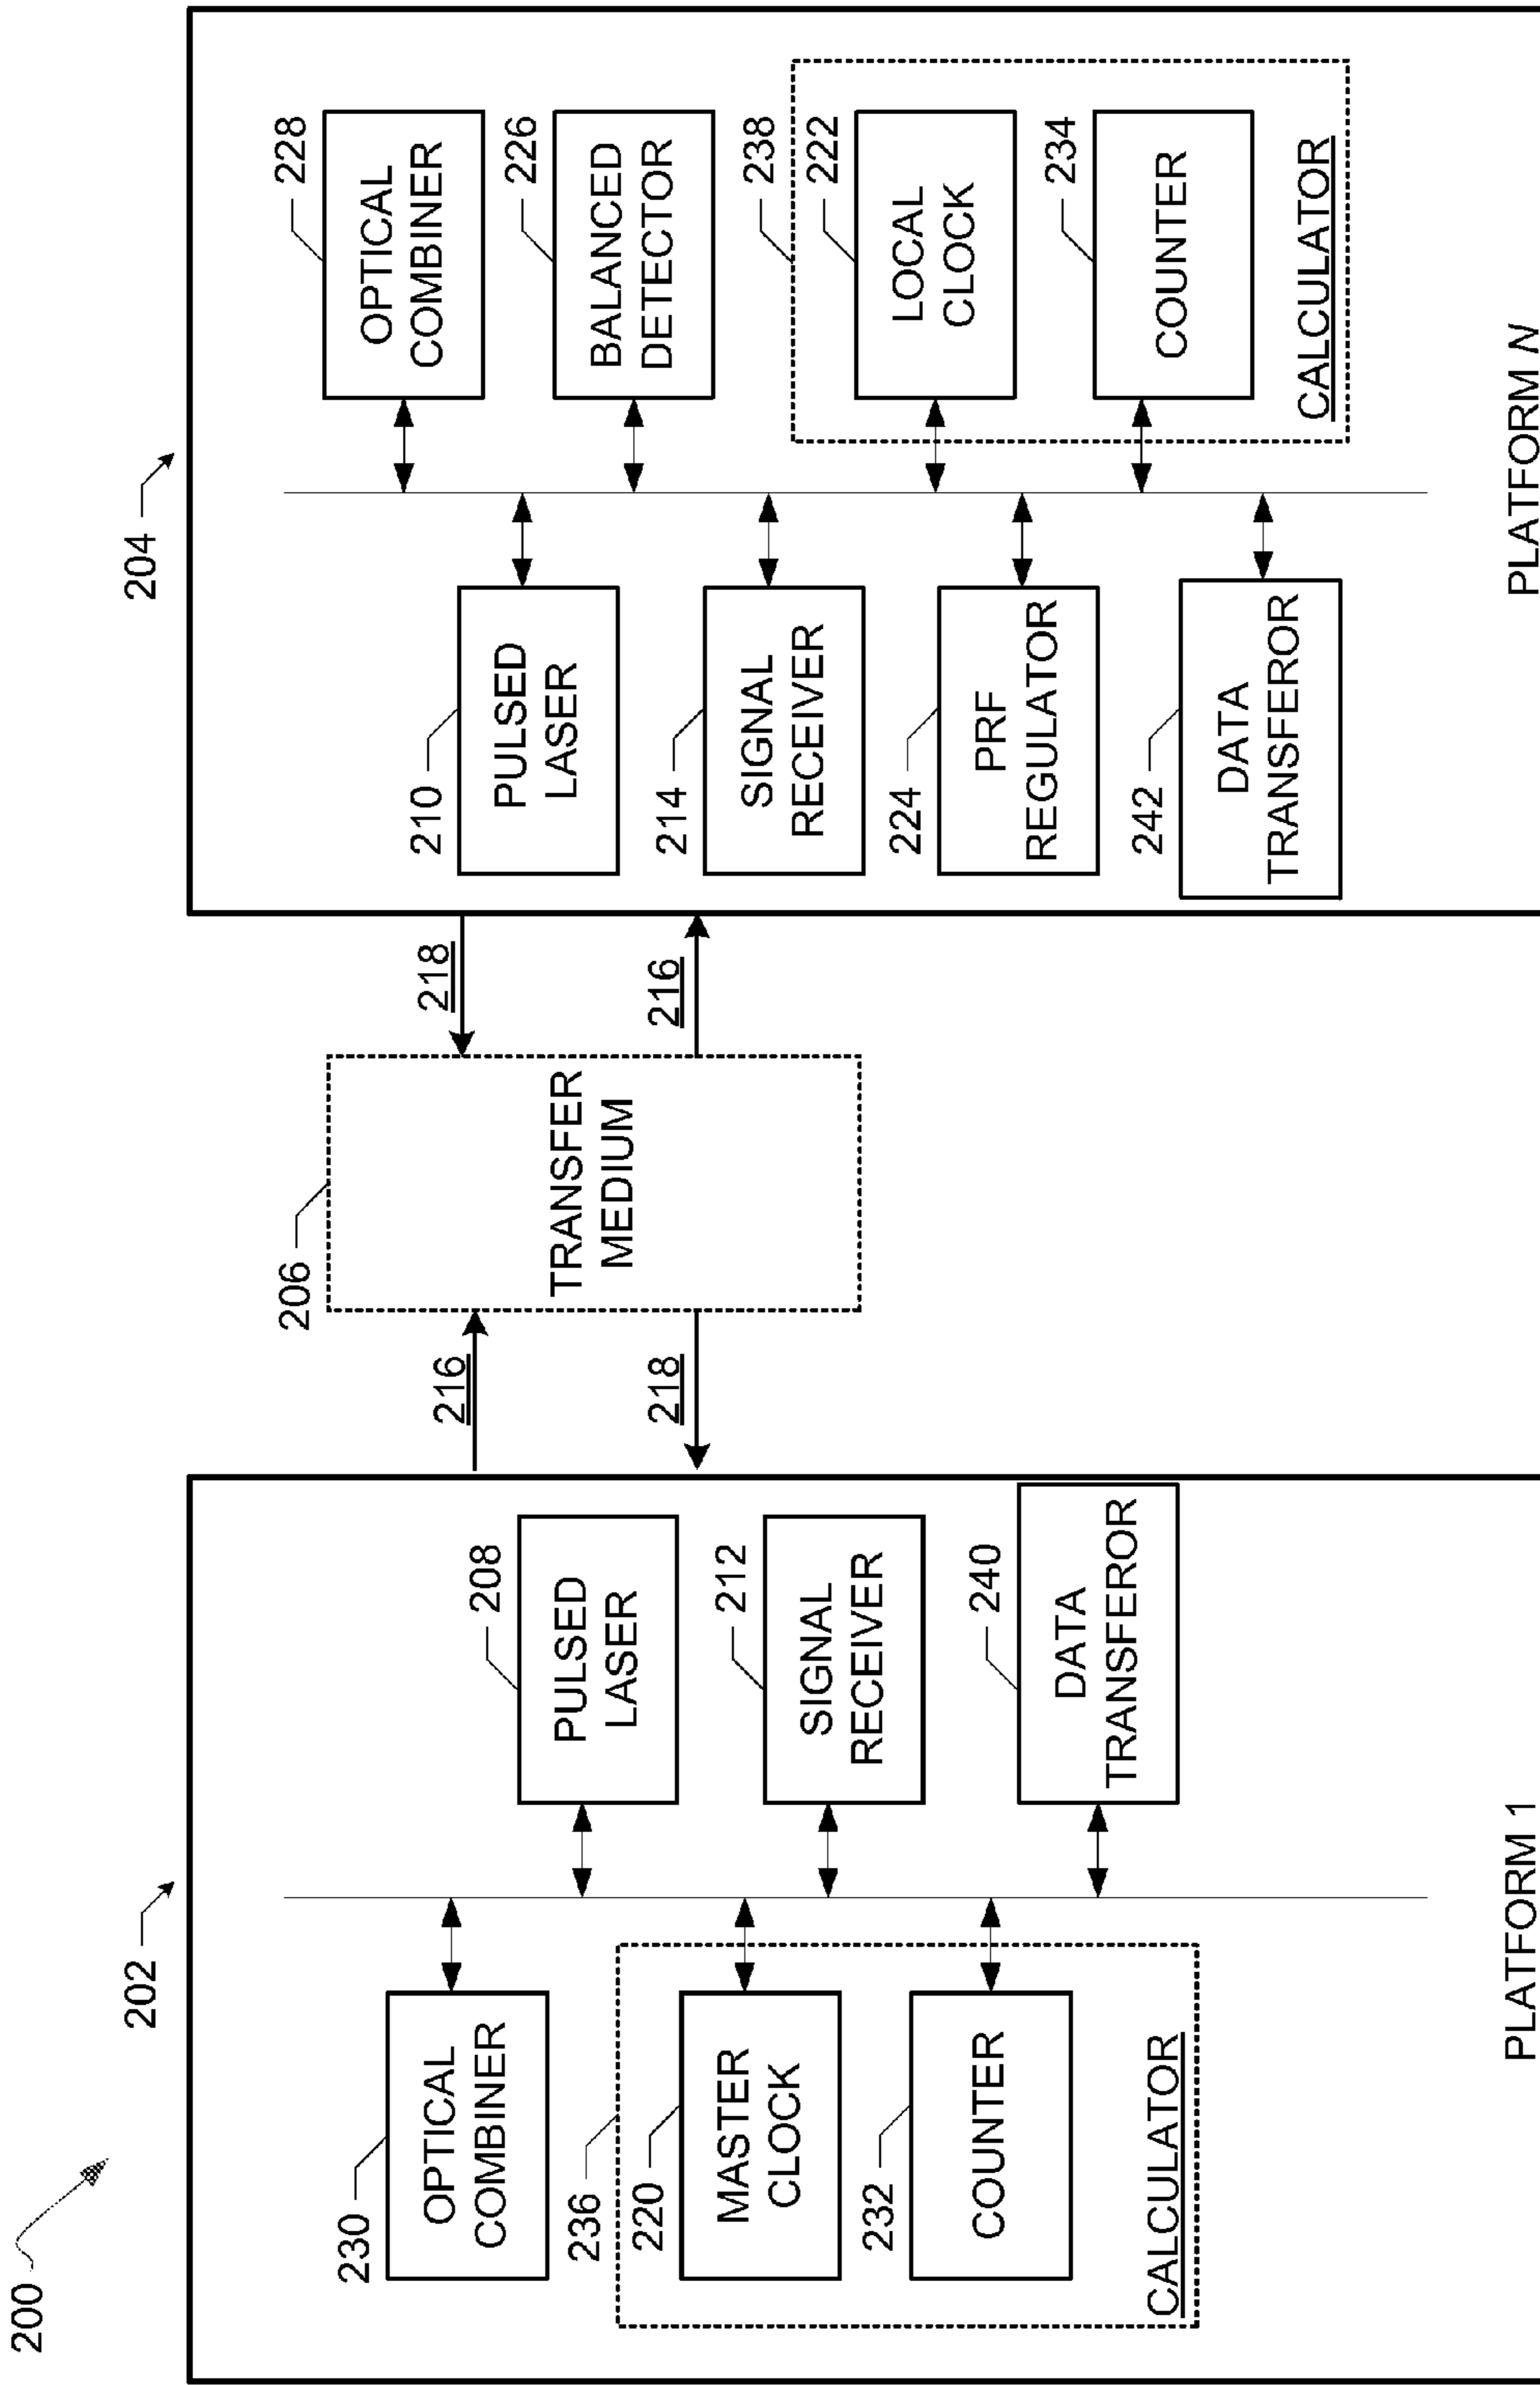 200
202
230
OPTICAL
COMBINER
236
220
MASTER
CLOCK
232
COUNTER
CALCULATOR
208
PULSED
LASER
212
SIGNAL
RECEIVER
240
DATA
TRANSFEROR
PLATFORM 1
216
218
206
TRANSFER
MEDIUM
218
216
204
210
PULSED
LASER
214
SIGNAL
RECEIVER
224
PRF
REGULATOR
242
DATA
TRANSFEROR
228
OPTICAL
COMBINER
226
BALANCED
DETECTOR
238
222
LOCAL
CLOCK
234
COUNTER
CALCULATOR
PLATFORM N